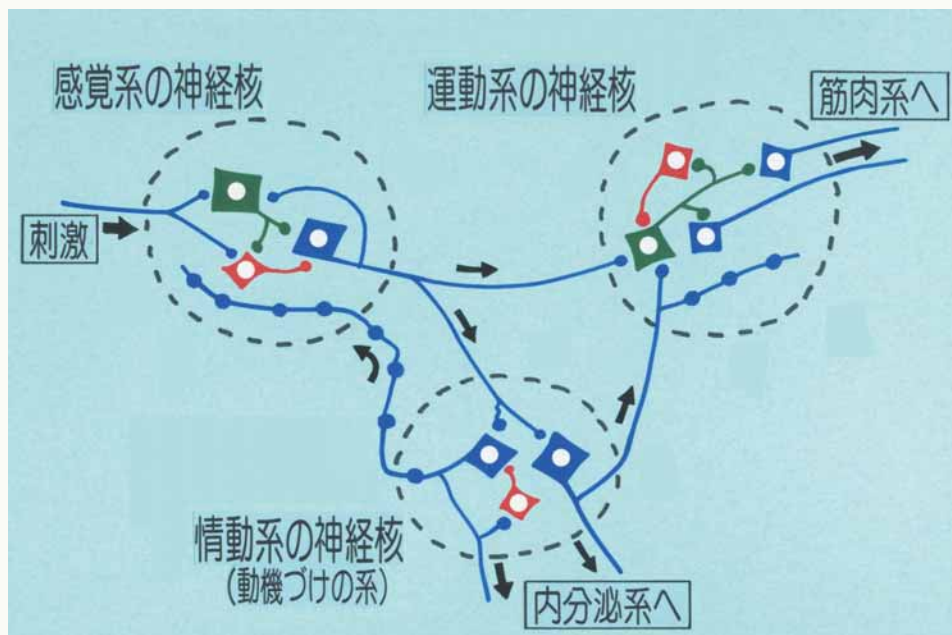 感覚系の神経核
運動系の神経核
筋肉系へ
刺激
情動系の神経核
(動機づけの系)
内分泌系へ